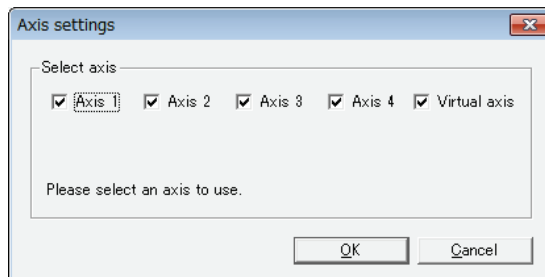 Axis settings
Select axis
Axis 1 Axis 2 Axis 3 Axis 4 Virtual axis
Please select an axis to use.
OK Cancel